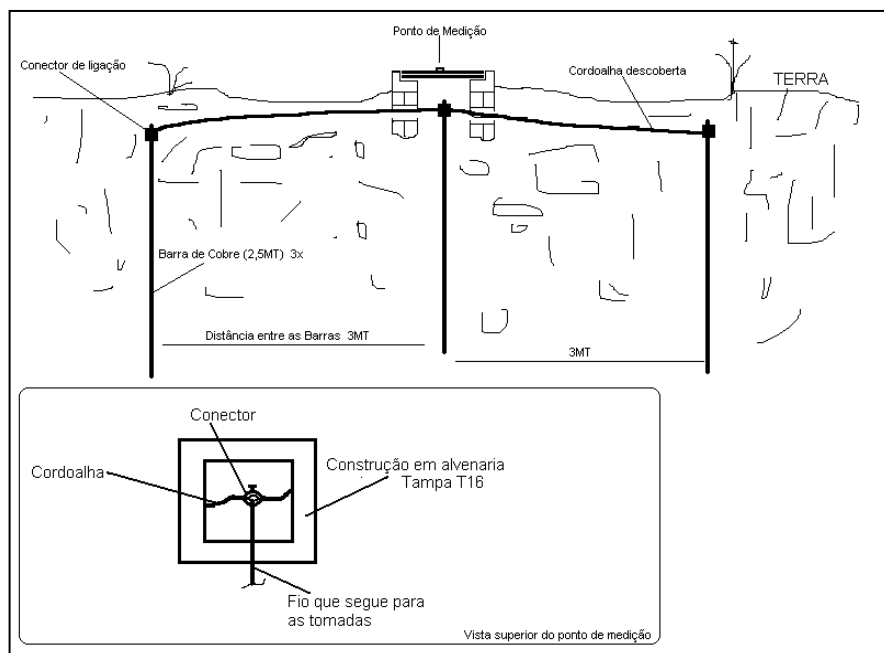 Ponto de Medição
Conector de ligação
Cordoalha descoberta
TERRA
Barra de Cobre (2,5MT) 3x
Distância entre as Barras 3MT
3MT
Conector
Cordoalha
Construção em alvenaria
Tampa T16
Fio que segue para
as tomadas
Vista superior do ponto de medição